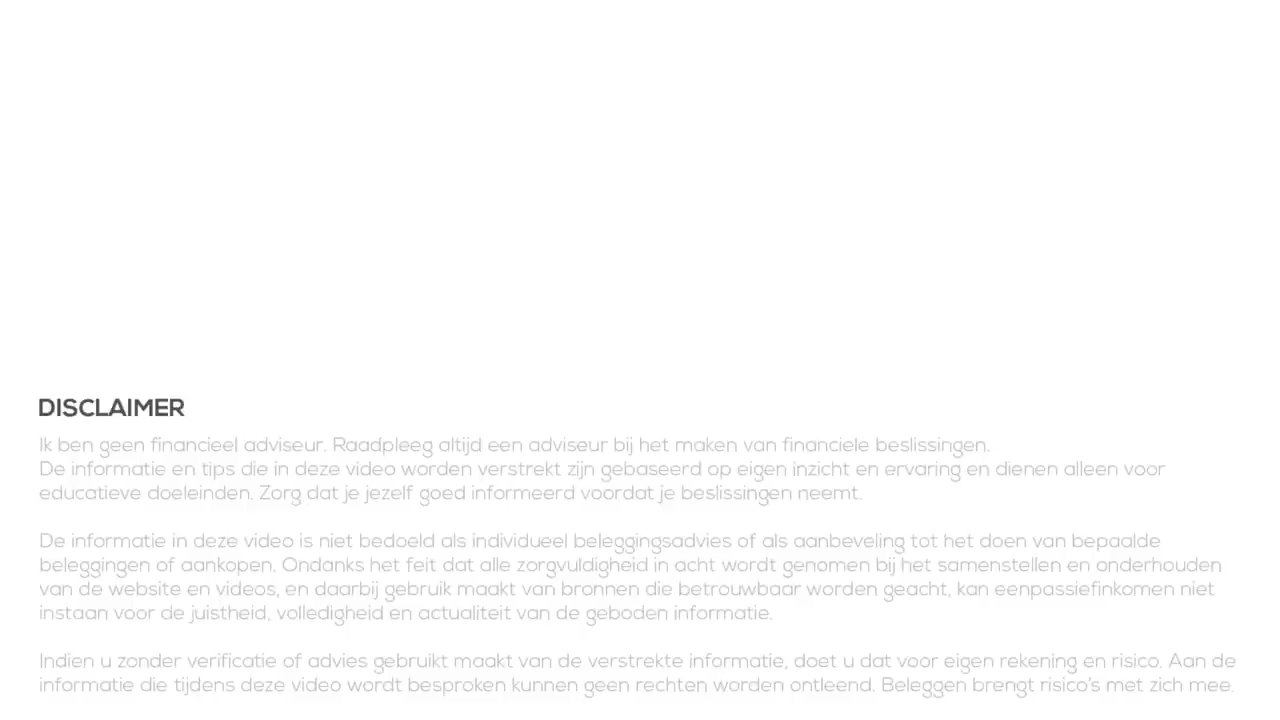 DISCLAIMER
Ik ben geen financieel adviseur. Raadpleeg altijd een adviseur bij het maken van financiele beslissingen.
De informatie en tips die in deze video worden verstrekt zijn gebaseerd op eigen inzicht en ervaring en dienen alleen voor
educatieve doeleinden. Zorg dat je jezelf goed informeerd voordat je beslissingen neemt.
De informatie in deze video is niet bedoeld als individueel beleggingsadvies of als aanbeveling tot het doen van bepaalde
beleggingen of aankopen. Ondanks het feit dat alle zorgvuldigheid in acht wordt genomen bij het samenstellen en onderhouden
van de website en videos, en daarbij gebruik maakt van bronnen die betrouwbaar worden geacht, kan eenpassiefinkomen niet
instaan voor de juistheid, volledigheid en actualiteit van de geboden informatie.
Indien u zonder verificatie of advies gebruikt maakt van de verstrekte informatie, doet u dat voor eigen rekening en risico. Aan de
informatie die tijdens deze video wordt besproken kunnen geen rechten worden ontleend. Beleggen brengt risico's met zich mee.